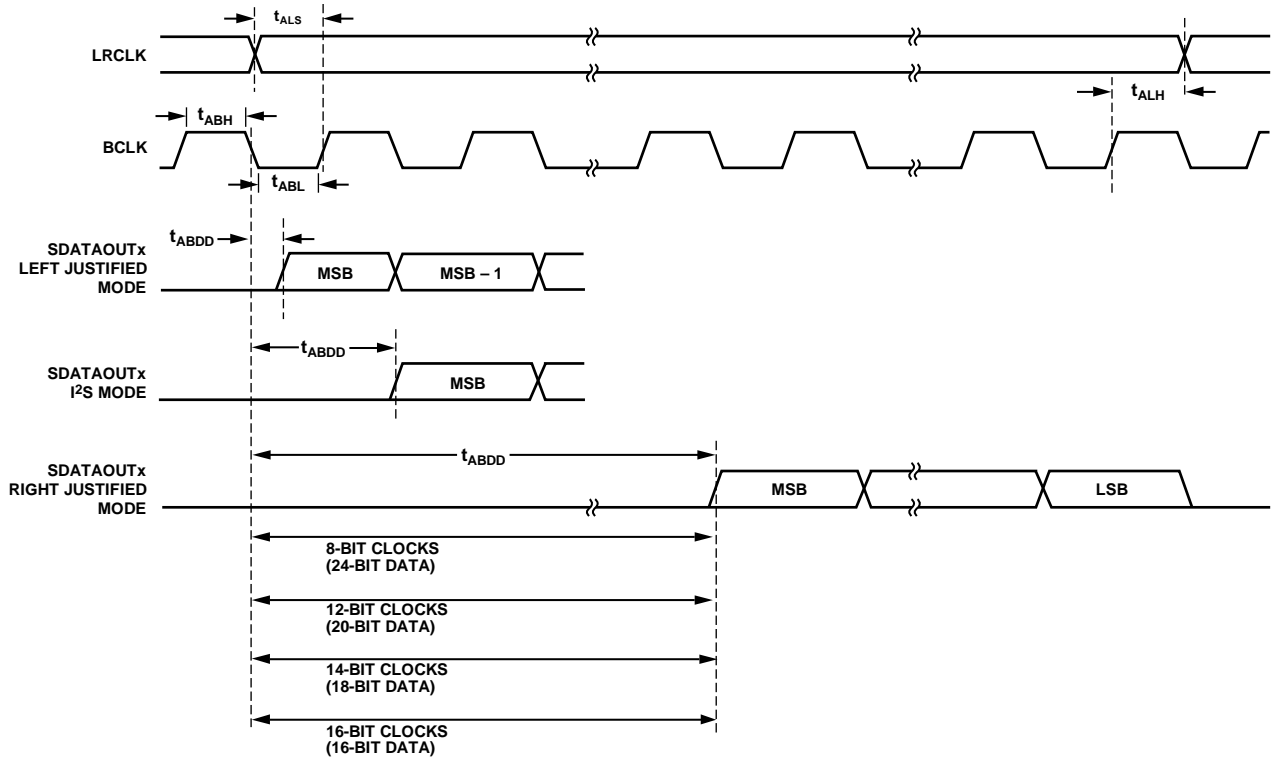 tALS
LRCLK
tALH
tABH
BCLK
tABL
tABDD
SDATAOUTx
LEFT JUSTIFIED
MODE
MSB
MSB – 1
tABDD
SDATAOUTx
I2S MODE
MSB
tABDD
SDATAOUTx
RIGHT JUSTIFIED
MODE
MSB
LSB
8-BIT CLOCKS
(24-BIT DATA)
12-BIT CLOCKS
(20-BIT DATA)
14-BIT CLOCKS
(18-BIT DATA)
16-BIT CLOCKS
(16-BIT DATA)